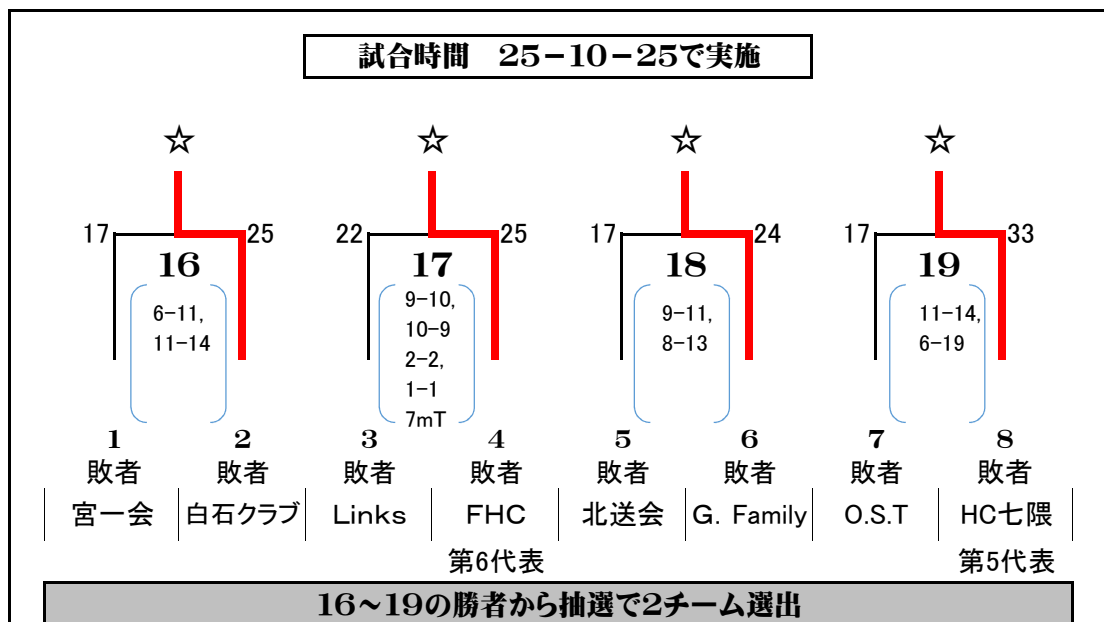 試合時間　25－10－25で実施
☆ ☆ ☆ ☆
17 25 22 25 17 24 17 33
16 17 18 19
6−11,
11−14
9−10,
10−9
2−2,
1−1
7mT
9−11,
8−13
11−14,
6−19
1 2 3 4 5 6 7 8
敗者 敗者 敗者 敗者 敗者 敗者 敗者 敗者
宮一会 白石クラブ Links FHC 北送会 G. Family O.S.T HC七隈
第6代表 第5代表
16～19の勝者から抽選で2チーム選出